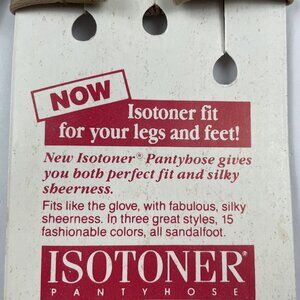 NOW
Isotoner fit
for your legs and feet!
New Isotoner® Pantyhose gives
you both perfect fit and silky
sheerness.
Fits like the glove, with fabulous, silky
sheerness. In three great styles, 15
fashionable colors, all sandalfoot.
ISOTONER®
PANTYHOSE